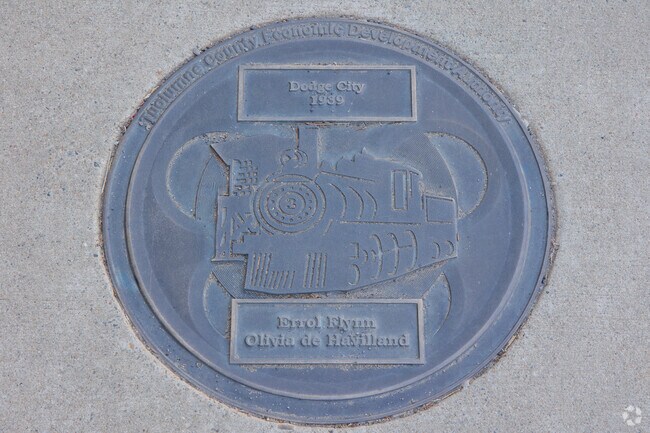 Tuolumne County Economic Development Authority
Dodge City
1939
Errol Flynn
Olivia de Havilland